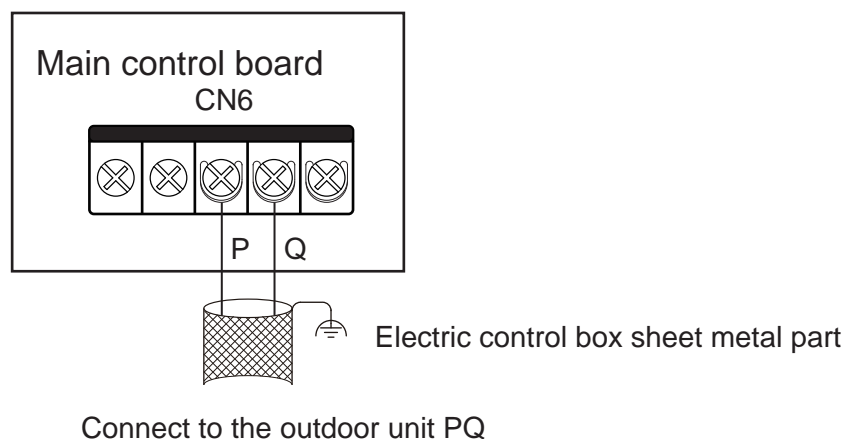 Main control board
CN6
P Q
Electric control box sheet metal part
Connect to the outdoor unit PQ